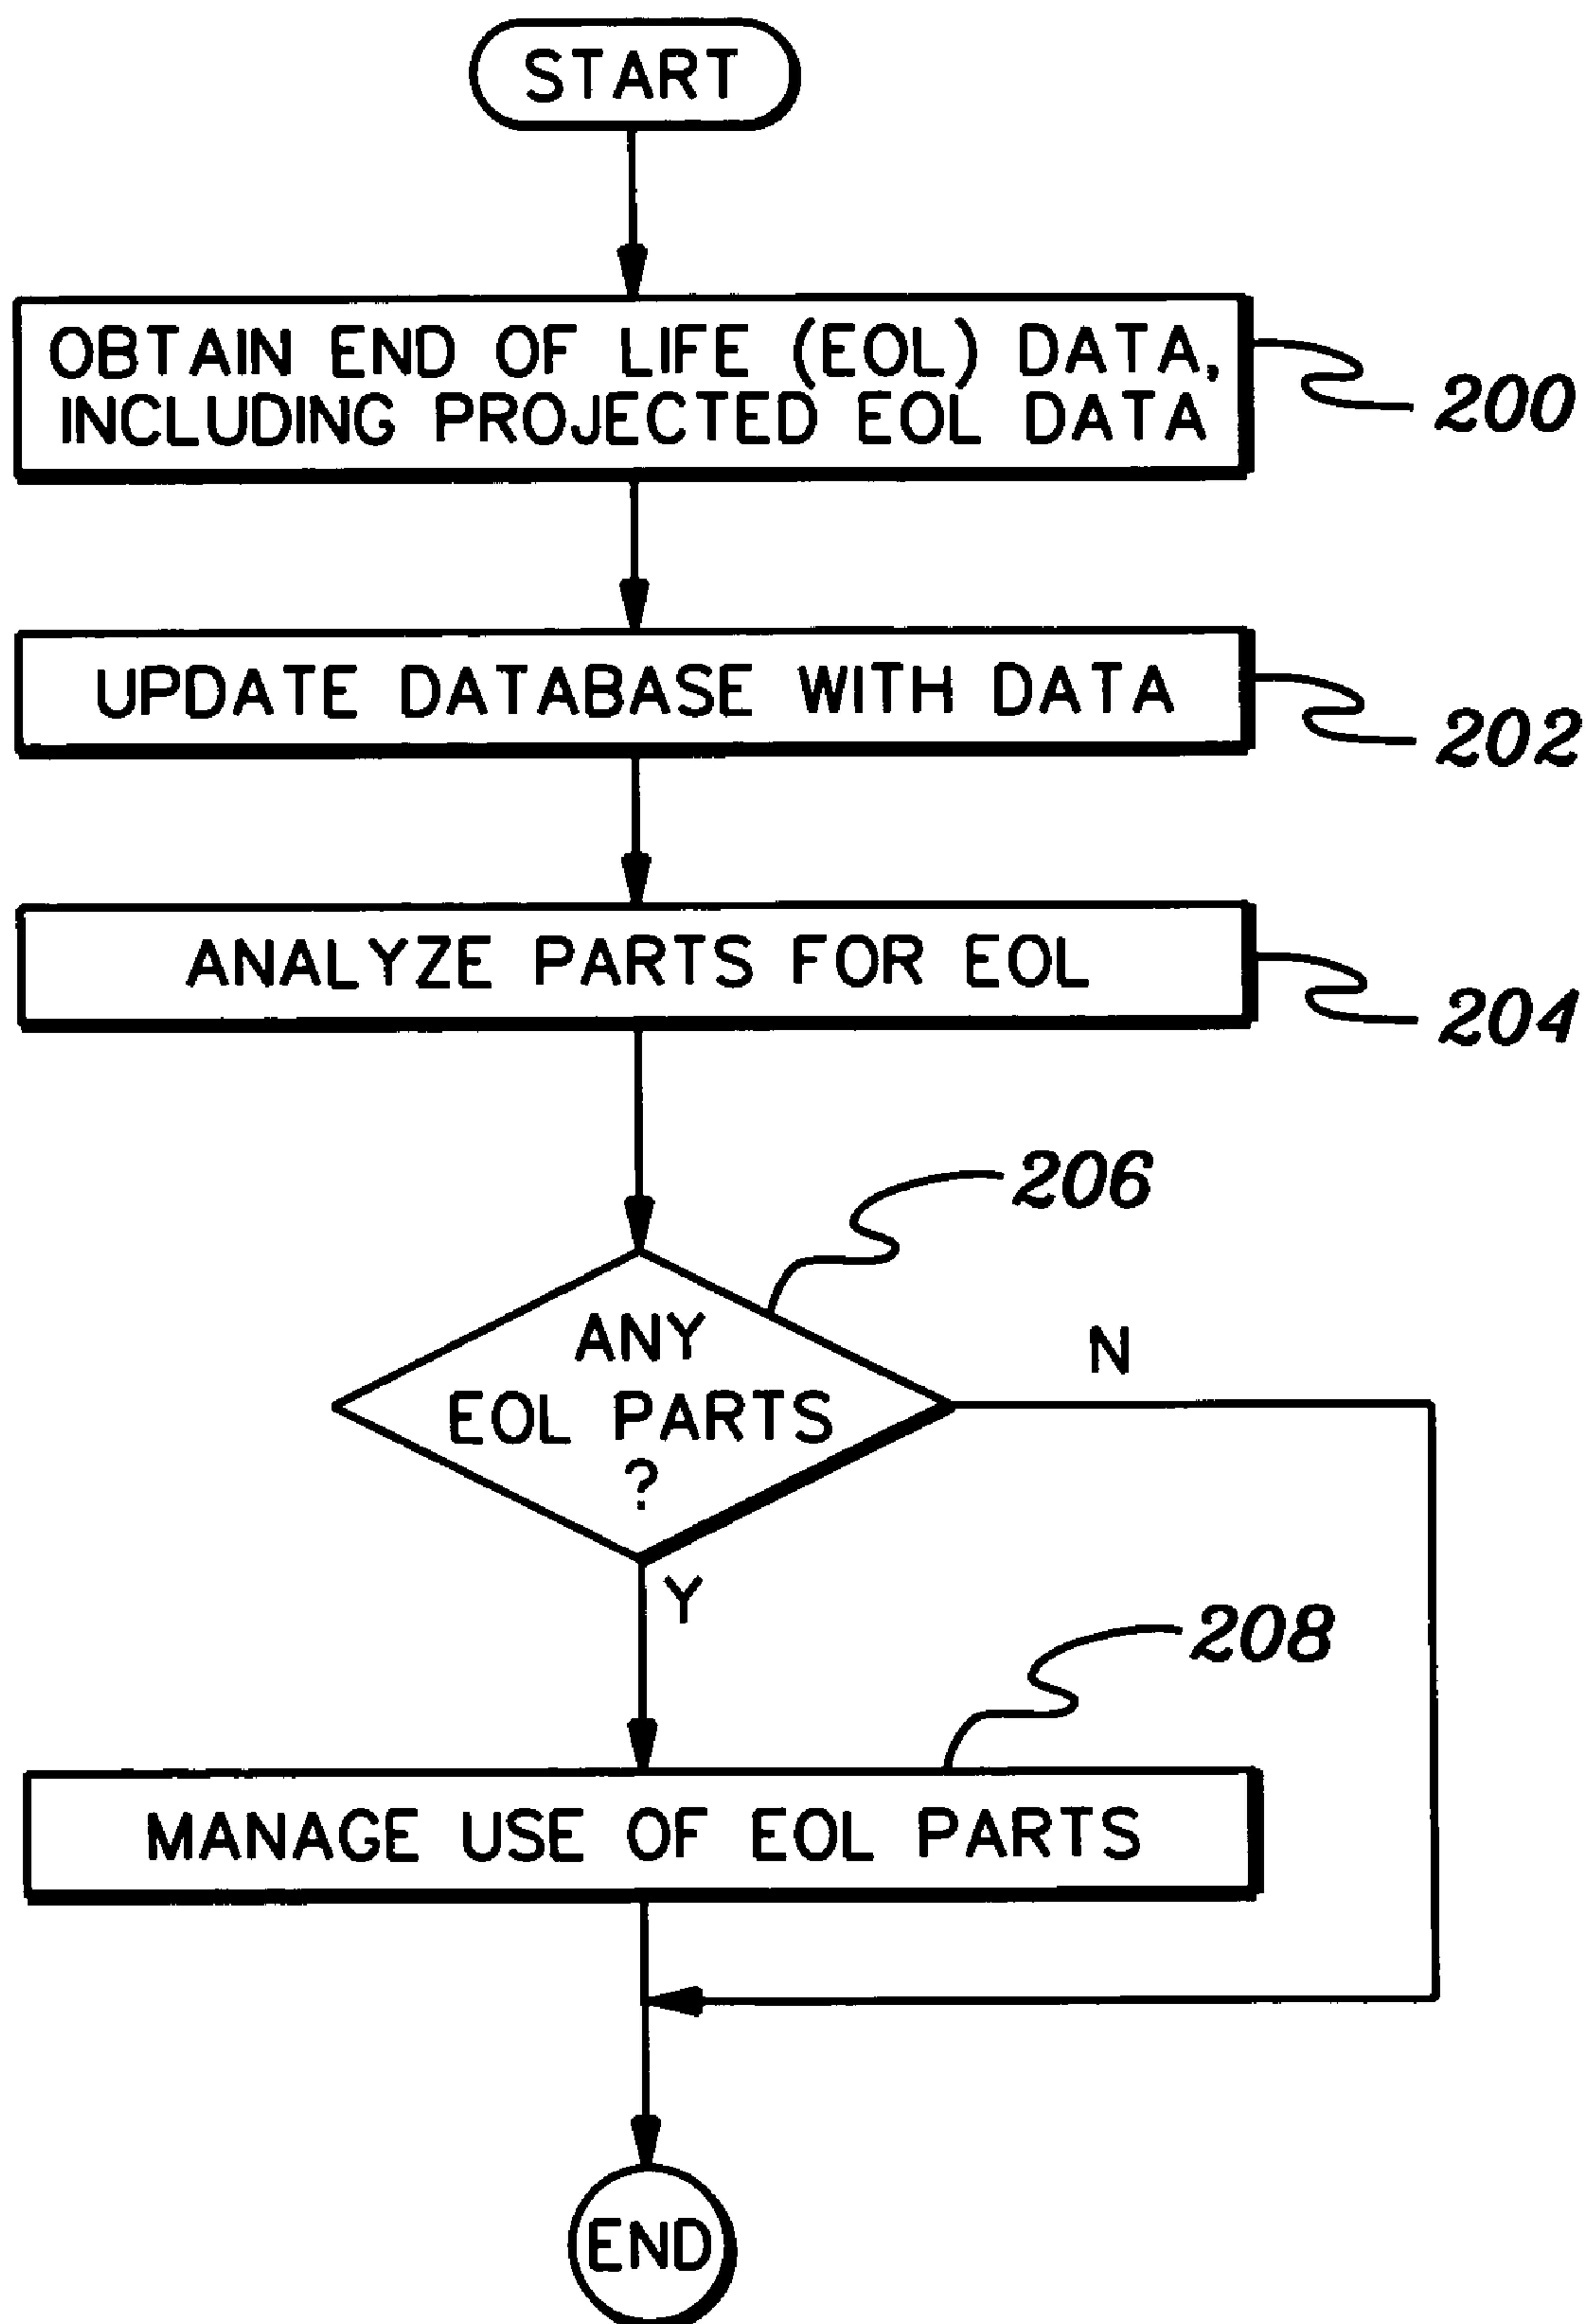 START
OBTAIN END OF LIFE (EOL) DATA,
INCLUDING PROJECTED EOL DATA
200
UPDATE DATABASE WITH DATA
202
ANALYZE PARTS FOR EOL
204
206
ANY
EOL PARTS
?
N
Y
208
MANAGE USE OF EOL PARTS
END